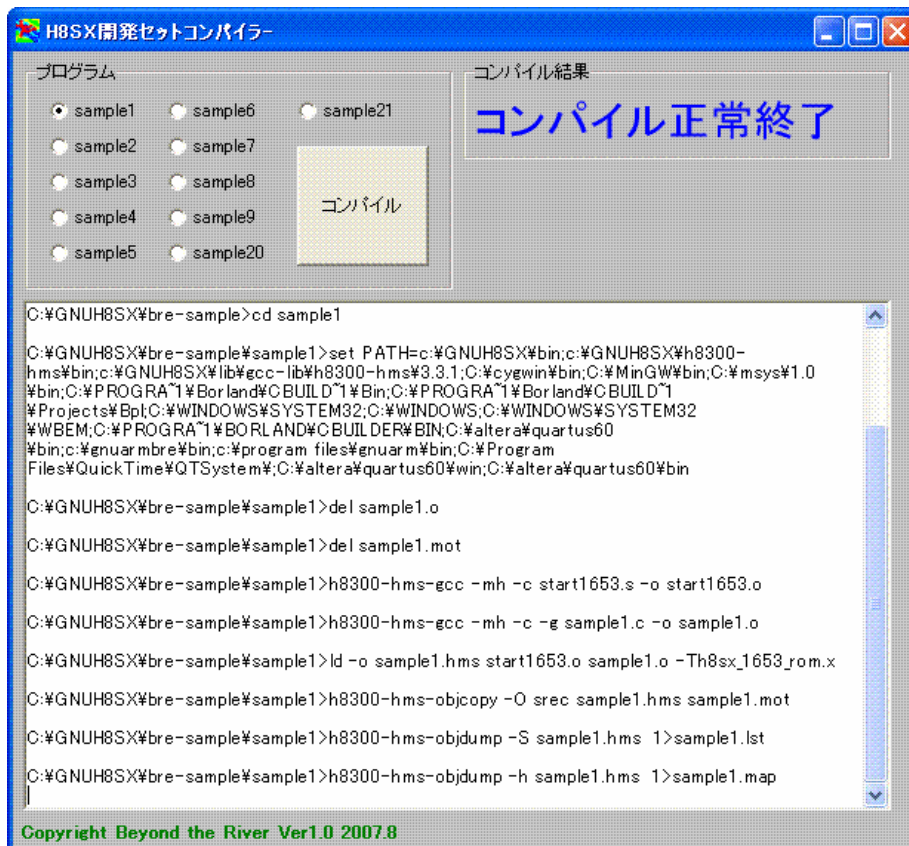 H8SX開発セットコンパイラー
プログラム
sample1 sample6 sample21
sample2 sample7
sample3 sample8
sample4 sample9
sample5 sample20
コンパイル
コンパイル結果
コンパイル正常終了
C:¥GNUH8SX¥bre-sample>cd sample1
C:¥GNUH8SX¥bre-sample¥sample1>set PATH=c:¥GNUH8SX¥bin;c:¥GNUH8SX¥h8300-
hms¥bin;c:¥GNUH8SX¥lib¥gcc-lib¥h8300-hms¥3.3.1;C:¥cygwin¥bin;C:¥MinGW¥bin;C:¥msys¥1.0
¥bin;C:¥PROGRA~1¥Borland¥CBUILD~1¥Bin;C:¥PROGRA~1¥Borland¥CBUILD~1
¥Projects¥Bpl;C:¥WINDOWS¥SYSTEM32;C:¥WINDOWS;C:¥WINDOWS¥SYSTEM32
¥WBEM;C:¥PROGRA~1¥BORLAND¥CBUILDER¥BIN;C:¥altera¥quartus60
¥bin;c:¥gnuarmbre¥bin;c:¥program files¥gnuarm¥bin;C:¥Program
Files¥QuickTime¥QTSystem¥;C:¥altera¥quartus60¥win;C:¥altera¥quartus60¥bin
C:¥GNUH8SX¥bre-sample¥sample1>del sample1.o
C:¥GNUH8SX¥bre-sample¥sample1>del sample1.mot
C:¥GNUH8SX¥bre-sample¥sample1>h8300-hms-gcc -mh -c start1653.s -o start1653.o
C:¥GNUH8SX¥bre-sample¥sample1>h8300-hms-gcc -mh -c -g sample1.c -o sample1.o
C:¥GNUH8SX¥bre-sample¥sample1>ld -o sample1.hms start1653.o sample1.o -Th8sx_1653_rom.x
C:¥GNUH8SX¥bre-sample¥sample1>h8300-hms-objcopy -O srec sample1.hms sample1.mot
C:¥GNUH8SX¥bre-sample¥sample1>h8300-hms-objdump -S sample1.hms  1>sample1.lst
C:¥GNUH8SX¥bre-sample¥sample1>h8300-hms-objdump -h sample1.hms  1>sample1.map
Copyright Beyond the River Ver1.0 2007.8